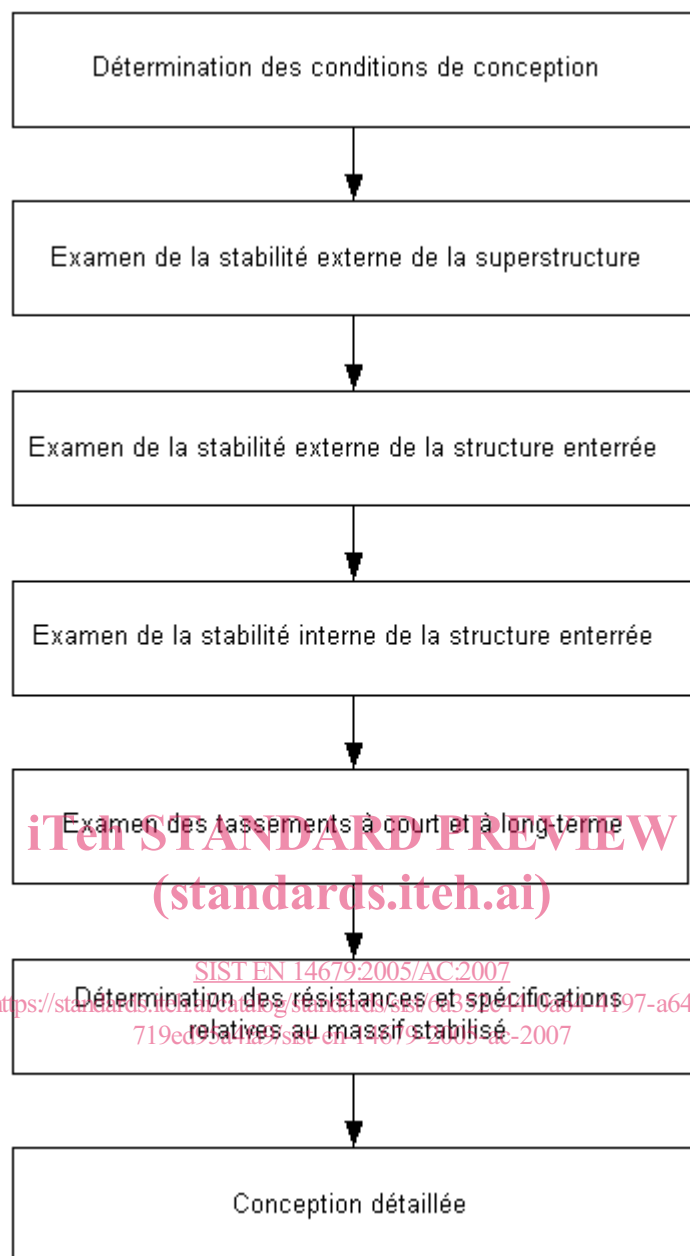 Détermination des conditions de conception
Examen de la stabilité externe de la superstructure
Examen de la stabilité externe de la structure enterrée
Examen de la stabilité interne de la structure enterrée
Examen des tassements à court et à long-terme
iTeh STANDARD PREVIEW
(standards.iteh.ai)
SIST EN 14679:2005/AC:2007
Détermination des résistances et spécifications
relatives au massif stabilisé
Conception détaillée